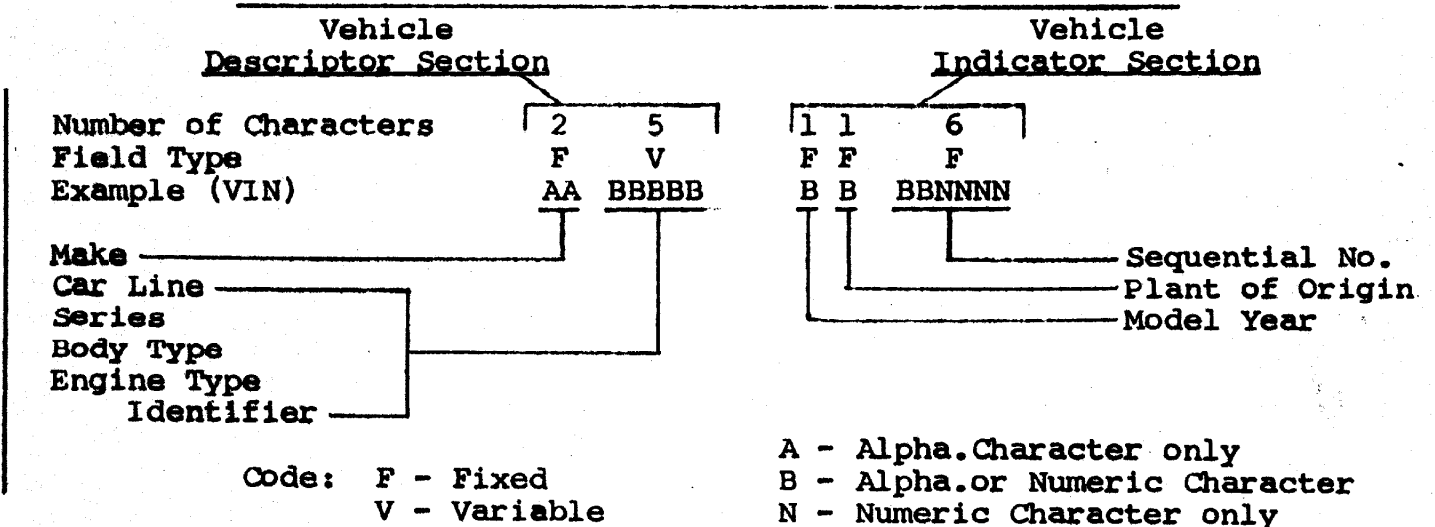 Vehicle Vehicle
Descriptor Section Indicator Section
Number of Characters 2 5 1 1 6
Field Type F V F F F
Example (VIN) AA BBBBB B B BBNNNN
Make Sequential No.
Car Line Plant of Origin
Series Model Year
Body Type
Engine Type
Identifier
A - Alpha.Character only
Code: F - Fixed B - Alpha.or Numeric Character
V - Variable N - Numeric Character only